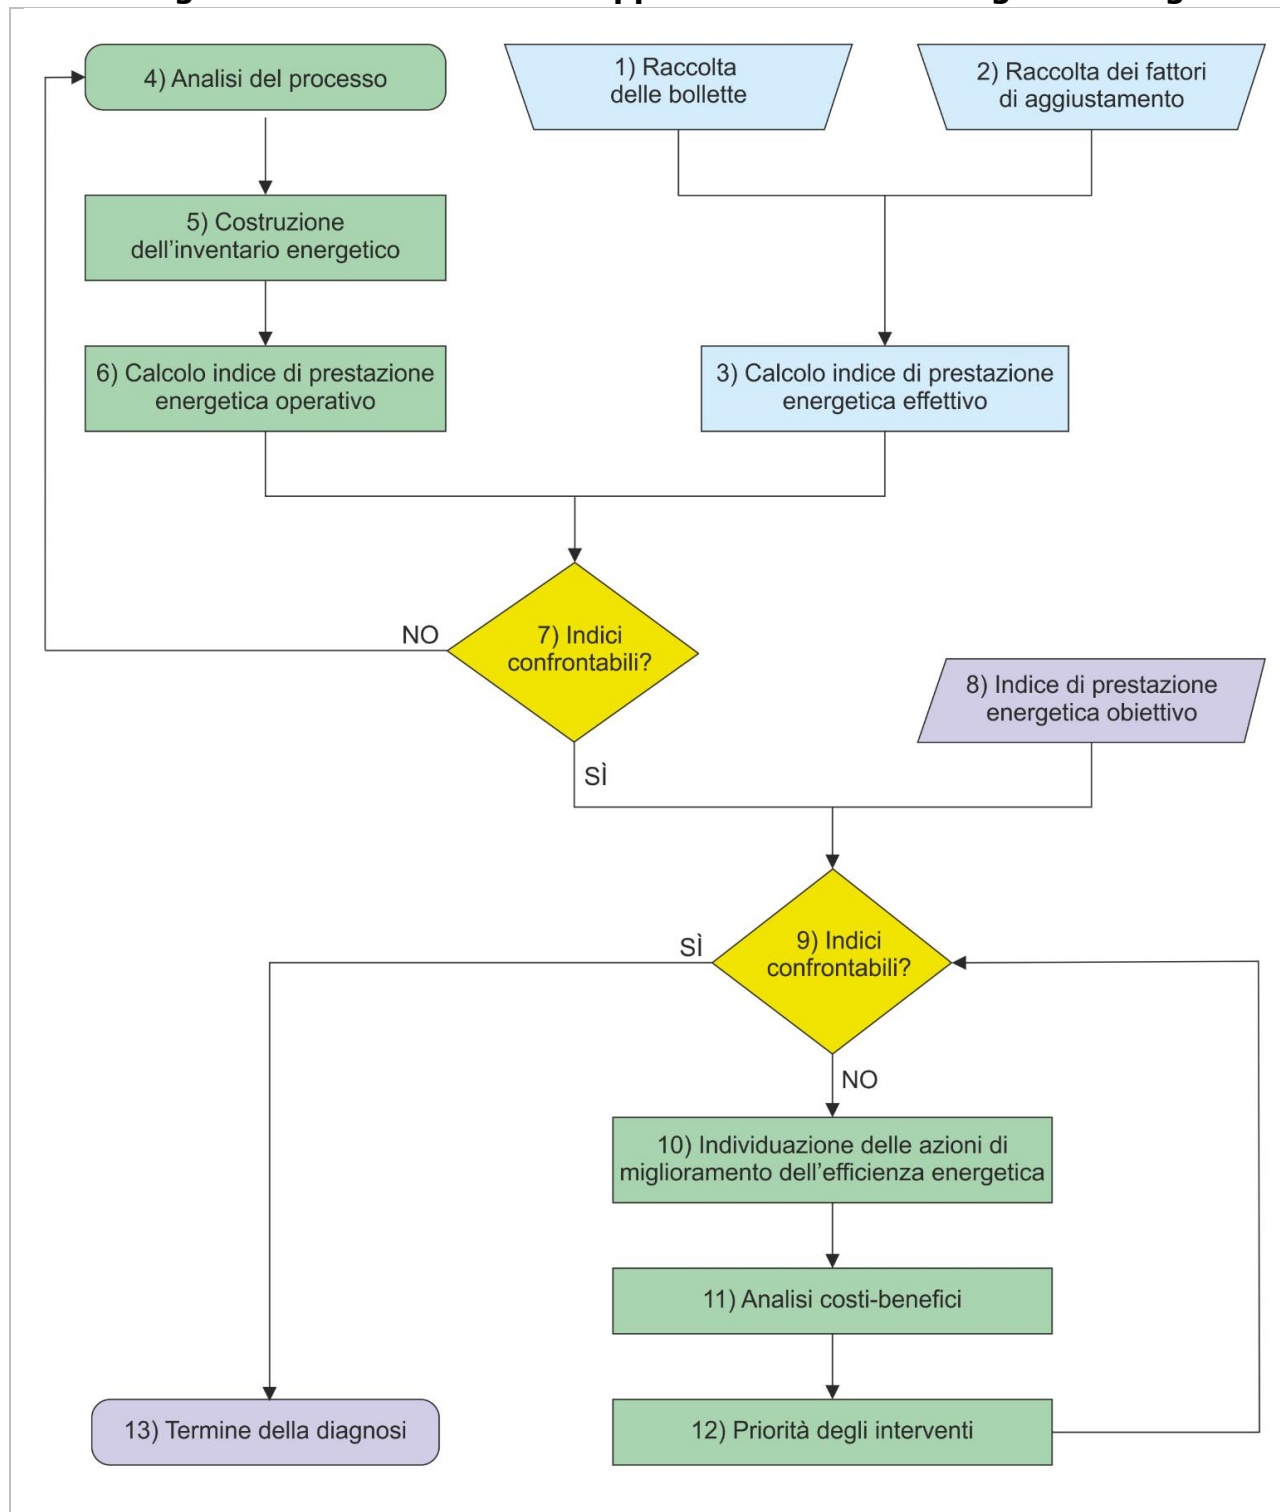 4) Analisi del processo
1) Raccolta
delle bollette
2) Raccolta dei fattori
di aggiustamento
5) Costruzione
dell’inventario energetico
6) Calcolo indice di prestazione
energetica operativo
3) Calcolo indice di prestazione
energetica effettivo
NO
7) Indici
confrontabili?
8) Indice di prestazione
energetica obiettivo
SÌ
SÌ
9) Indici
confrontabili?
NO
10) Individuazione delle azioni di
miglioramento dell’efficienza energetica
11) Analisi costi-benefici
13) Termine della diagnosi
12) Priorità degli interventi